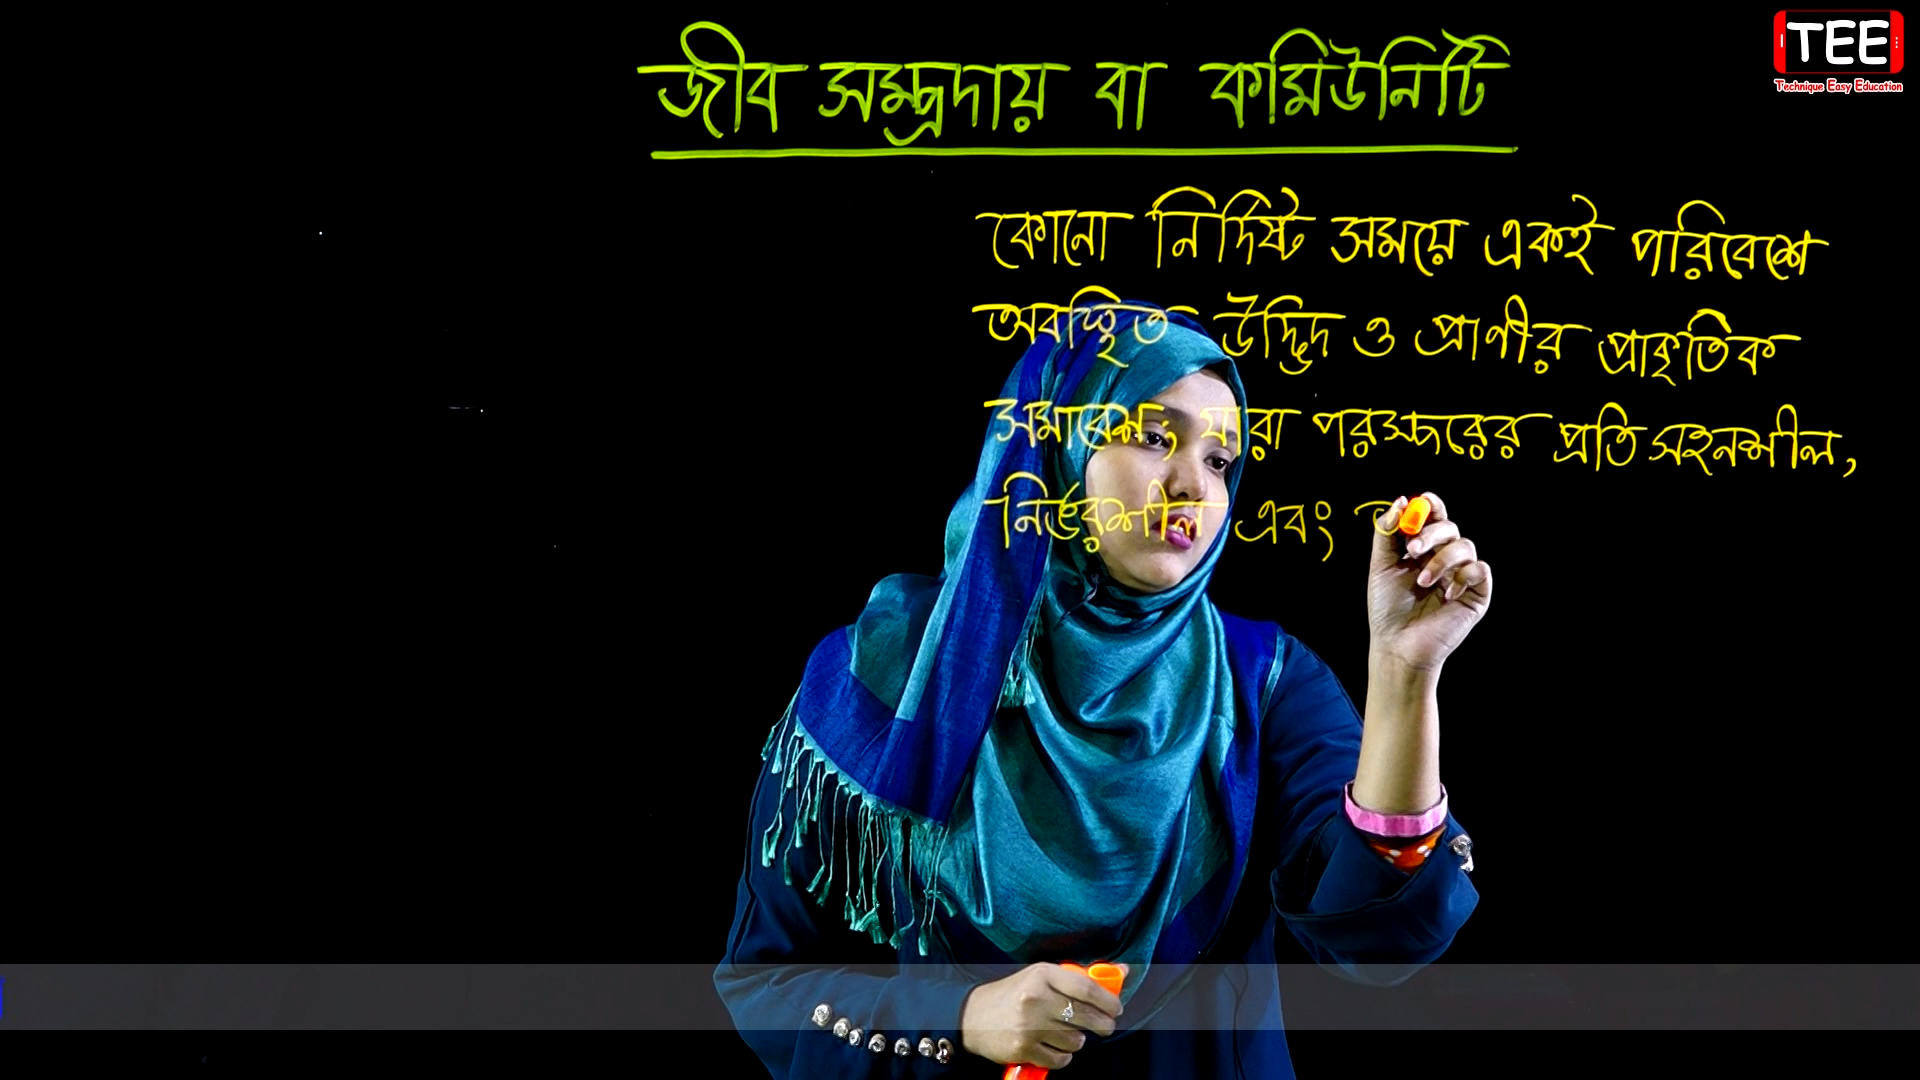 TEE
Technique Easy Education
জীব সম্প্রদায় বা কমিউনিটি
কোনো নির্দিষ্ট সময়ে একই পরিবেশে
অবস্থিত উদ্ভিদ ও প্রাণীর প্রাকৃতিক
সমাবেশ, যারা পরস্পরের প্রতি সহনশীল,
নির্ভরশীল এবং